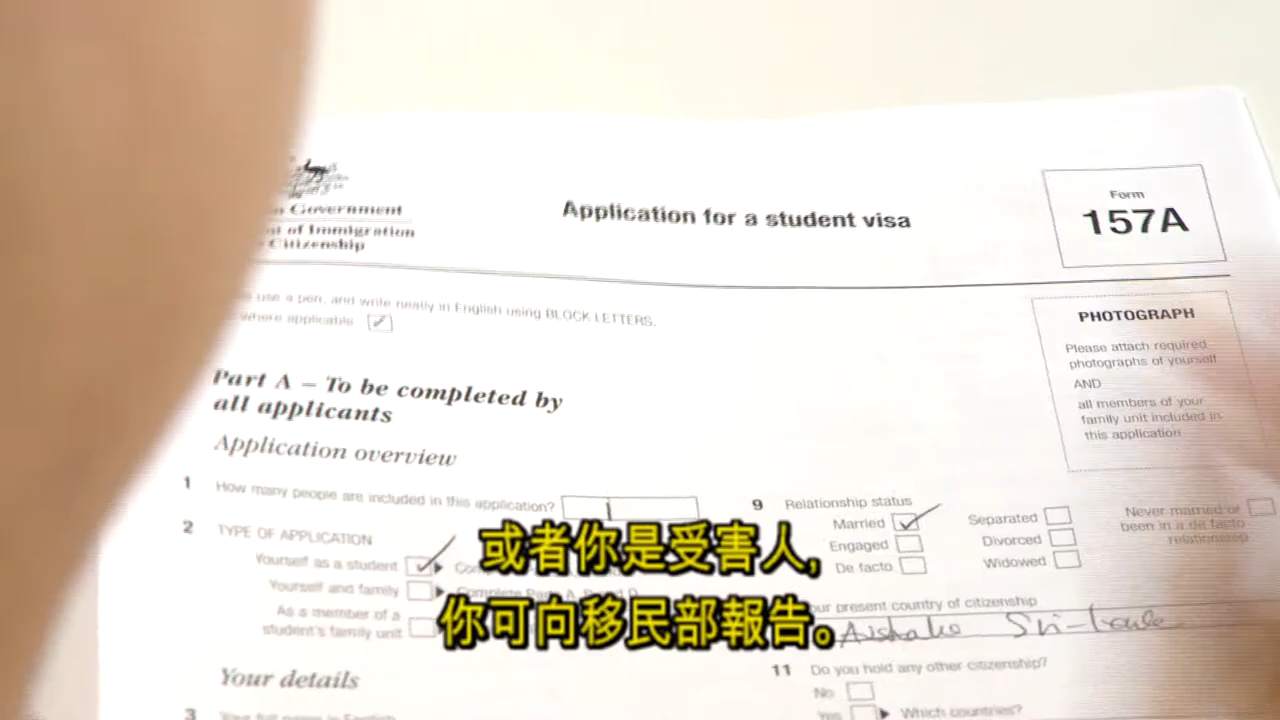 Government
of Immigration
Citizenship
Application for a student visa
Form
157A
use a pen, and write neatly in English using BLOCK LETTERS.
where applicable
PHOTOGRAPH
Please attach required
photographs of yourself
AND
all members of your
family unit included in
this application
Part A – To be completed by
all applicants
Application overview
1 How many people are included in this application?
2 TYPE OF APPLICATION
Yourself as a student
Yourself and family
As a member of a
student's family unit
Your details
3
9 Relationship status
Married
Engaged
De facto
Separated
Divorced
Widowed
Never married or
been in a de facto
relationship
your present country of citizenship
11 Do you hold any other citizenship?
No
Yes
Which countries?
或者你是受害人,
你可向移民部報告。